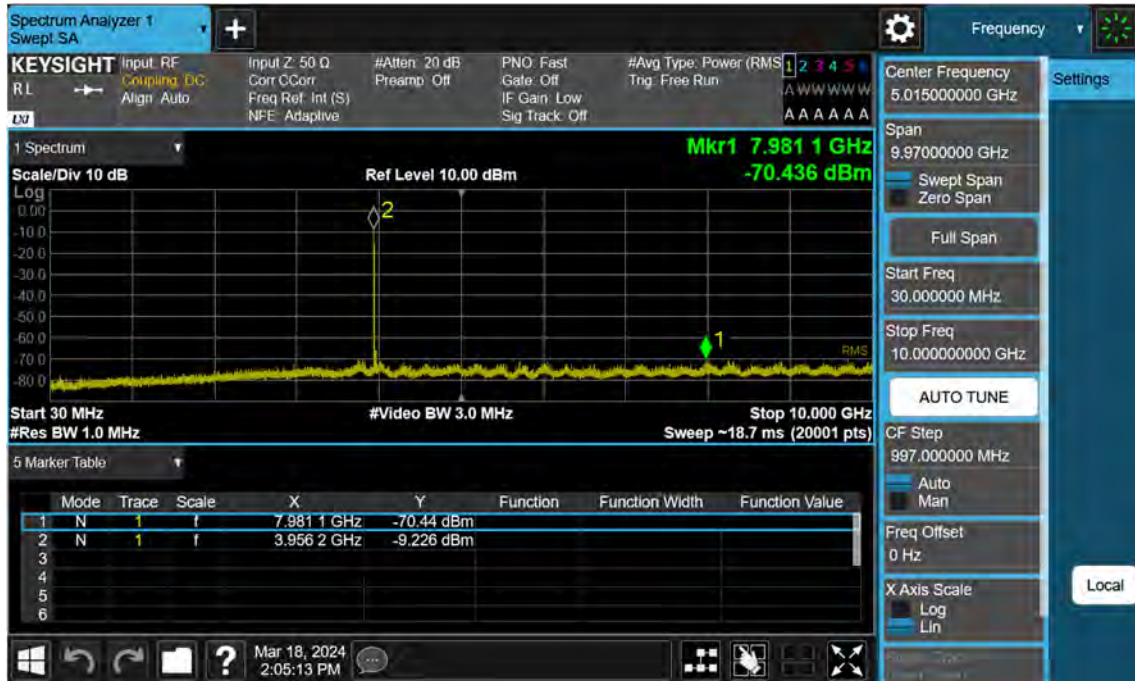 Spectrum Analyzer 1
Swept SA
+
Frequency
KEYSIGHT
RL
LXI
Input: RF
Coupling: DC
Align: Auto
Input Z: 50 Ω
Corr CCorr
Freq Ref: Int (S)
NFE: Adaptive
#Atten: 20 dB
Preamp: Off
PNO: Fast
Gate: Off
IF Gain: Low
Sig Track: Off
#Avg Type: Power (RMS
Trig: Free Run
1 2 3 4 5 6
A W W W W W
A A A A A A
Center Frequency
5.015000000 GHz
Settings
1 Spectrum
Mkr1 7.981 1 GHz
Scale/Div 10 dB
Ref Level 10.00 dBm
-70.436 dBm
Span
9.97000000 GHz
Swept Span
Zero Span
Full Span
Start Freq
30.000000 MHz
Stop Freq
10.000000000 GHz
AUTO TUNE
CF Step
997.000000 MHz
Auto
Man
Freq Offset
0 Hz
X Axis Scale
Log
Lin
Local
Log
0.00
-10.0
-20.0
-30.0
-40.0
-50.0
-60.0
-70.0
-80.0
2
1
RMS
Start 30 MHz
#Video BW 3.0 MHz
Stop 10.000 GHz
#Res BW 1.0 MHz
Sweep ~18.7 ms (20001 pts)
5 Marker Table
Mode Trace Scale X Y Function Function Width Function Value
1 N 1 f 7.981 1 GHz -70.44 dBm
2 N 1 f 3.956 2 GHz -9.226 dBm
3
4
5
6
?
Mar 18, 2024
2:05:13 PM